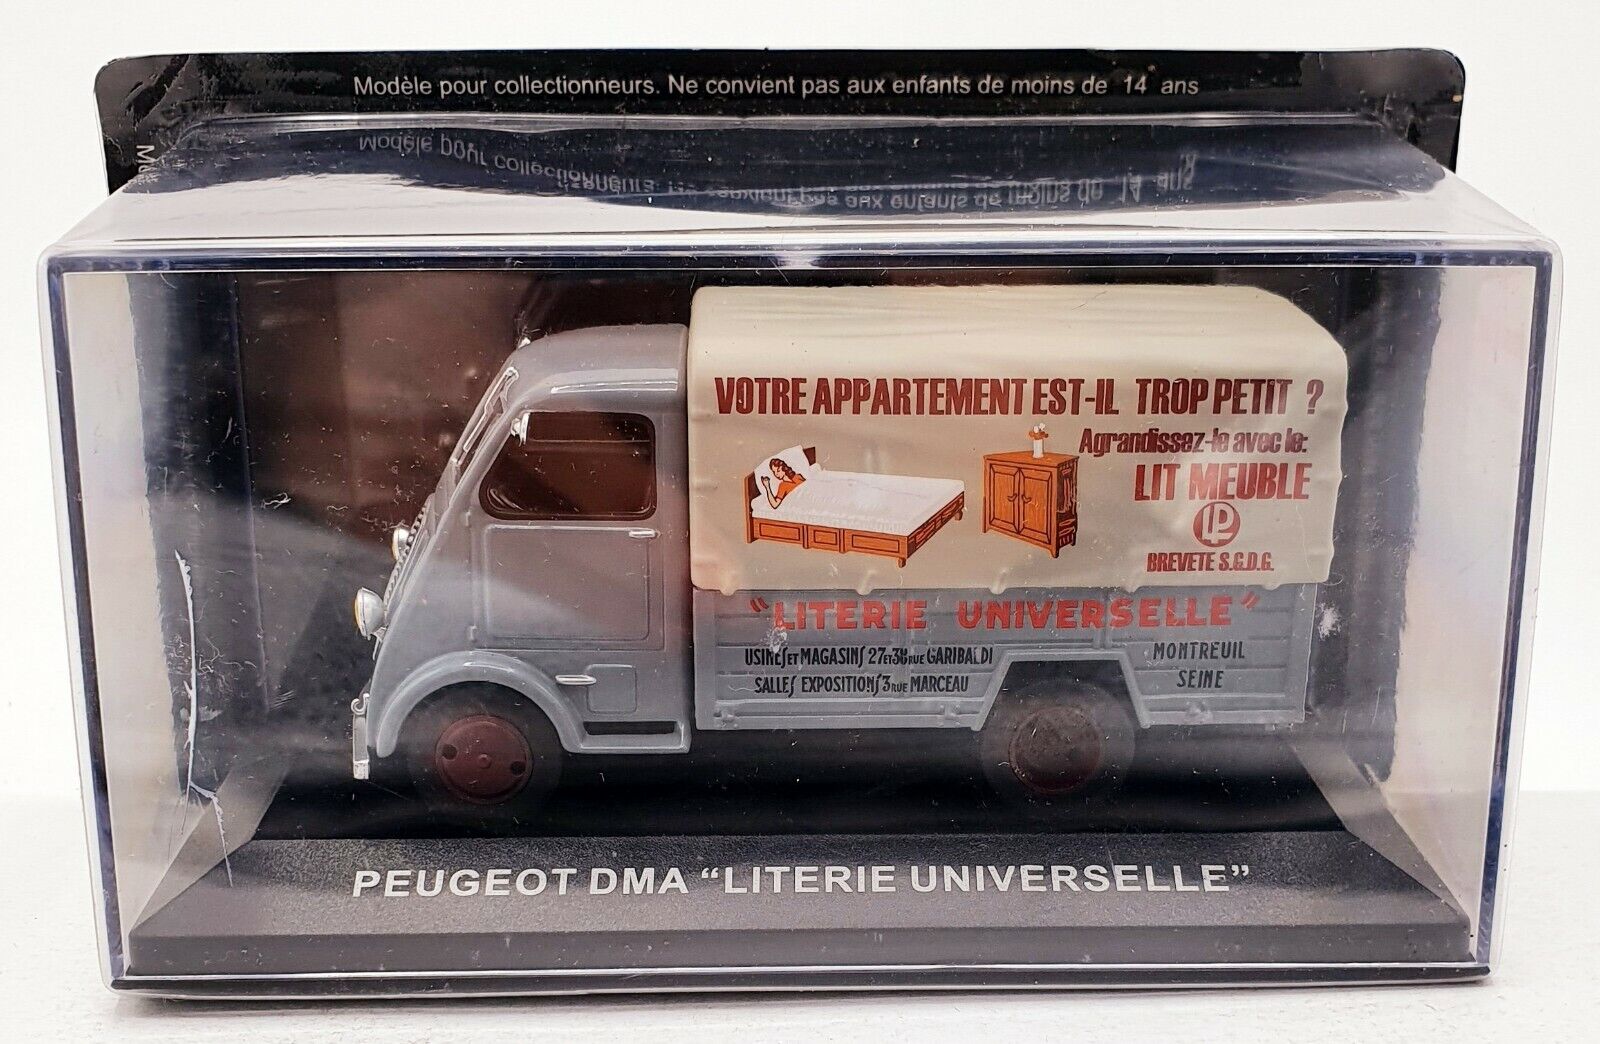 Modèle pour collectionneurs. Ne convient pas aux enfants de moins de 14 ans
VOTRE APPARTEMENT EST-IL TROP PETIT ?
Agrandissez-le avec le:
LIT MEUBLE
LP
BREVETE S.G.D.G.
"LITERIE UNIVERSELLE"
USINES ET MAGASINS 27 ET 38 RUE GARIBALDI
SALLES EXPOSITIONS 3 RUE MARCEAU
MONTREUIL
SEINE
PEUGEOT DMA “LITERIE UNIVERSELLE”